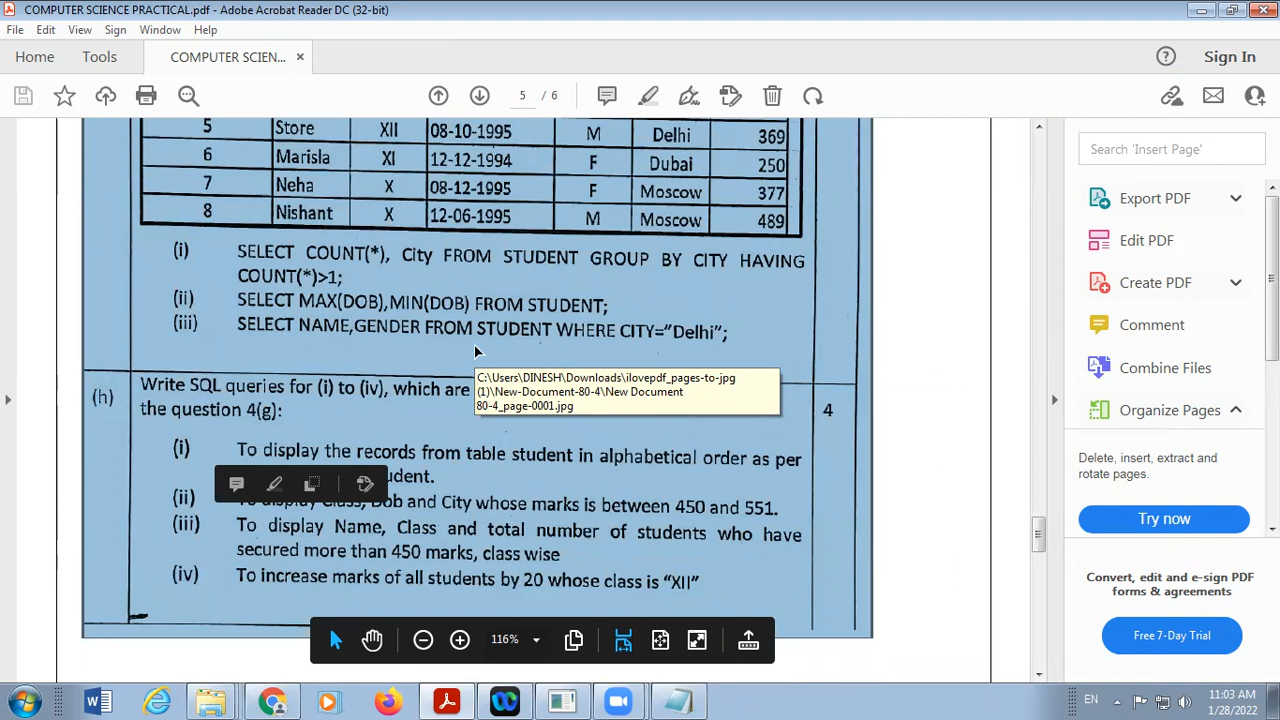 COMPUTER SCIENCE PRACTICAL.pdf - Adobe Acrobat Reader DC (32-bit)
File Edit View Sign Window Help
Home Tools COMPUTER SCIEN... × Sign In
5 / 6
5 Store XII 08-10-1995 M Delhi 369
6 Marisla XI 12-12-1994 F Dubai 250
7 Neha X 08-12-1995 F Moscow 377
8 Nishant X 12-06-1995 M Moscow 489
(i) SELECT COUNT(*), City FROM STUDENT GROUP BY CITY HAVING
COUNT(*)>1;
(ii) SELECT MAX(DOB),MIN(DOB) FROM STUDENT;
(iii) SELECT NAME,GENDER FROM STUDENT WHERE CITY="Delhi";
C:\Users\DINESH\Downloads\ilovepdf_pages-to-jpg
(1)\New-Document-80-4\New Document
80-4_page-0001.jpg
(h) Write SQL queries for (i) to (iv), which are
the question 4(g): 4
(i) To display the records from table student in alphabetical order as per
udent.
(ii) To display Class, Dob and City whose marks is between 450 and 551.
(iii) To display Name, Class and total number of students who have
secured more than 450 marks, class wise
(iv) To increase marks of all students by 20 whose class is "XII"
116%
Search 'Insert Page'
Export PDF
Edit PDF
Create PDF
Comment
Combine Files
Organize Pages
Delete, insert, extract and
rotate pages.
Try now
Convert, edit and e-sign PDF
forms & agreements
Free 7-Day Trial
EN
11:03 AM
1/28/2022